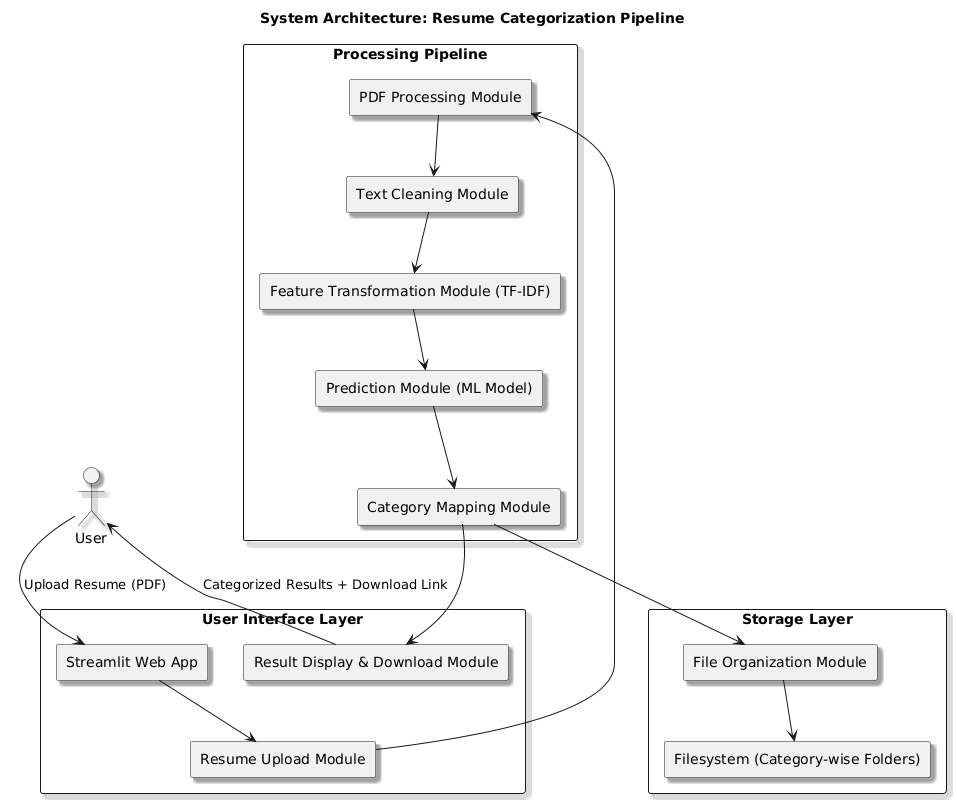 System Architecture: Resume Categorization Pipeline
Processing Pipeline
PDF Processing Module
Text Cleaning Module
Feature Transformation Module (TF-IDF)
Prediction Module (ML Model)
Category Mapping Module
User
Upload Resume (PDF)
Categorized Results + Download Link
User Interface Layer
Streamlit Web App
Result Display & Download Module
Resume Upload Module
Storage Layer
File Organization Module
Filesystem (Category-wise Folders)